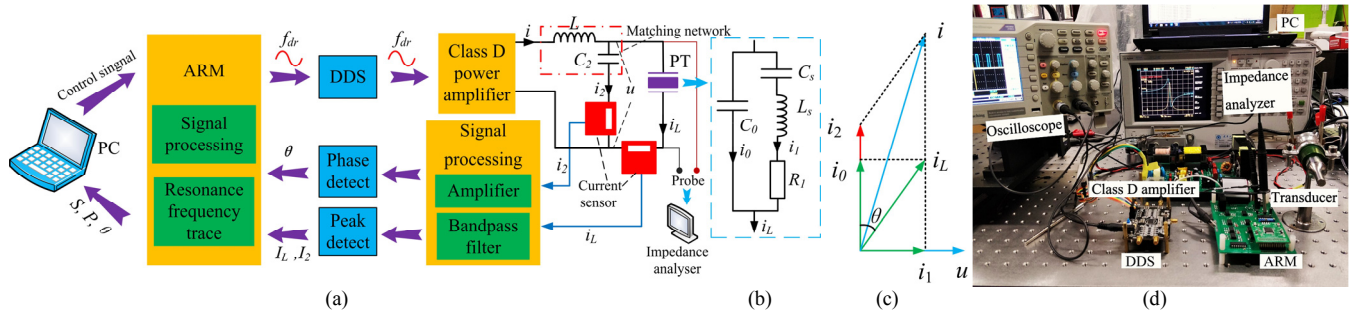 Control singnal
PC
S, P, θ
ARM
Signal
processing
Resonance
frequency
trace
f_dr
DDS
f_dr
θ
Phase
detect
Peak
detect
I_L ,I_2
Class D
power
amplifier
Signal
processing
Amplifier
Bandpass
filter
i
L
C_2
Matching network
PT
i_2
u
i_L
i_2
Current
sensor
i_L
Probe
Impedance
analyser
(a)
C_0
i_0
C_s
L_s
i_1
R_1
i_L
(b)
i
i_2
i_0
i_L
θ
i_1
u
(c)
PC
Impedance
analyzer
Oscilloscope
Class D amplifier
Transducer
DDS
ARM
(d)